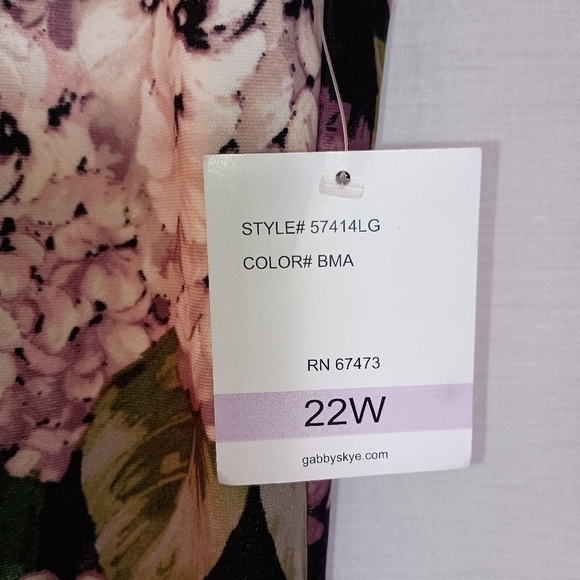 STYLE# 57414LG
COLOR# BMA
RN 67473
22W
gabbyskye.com